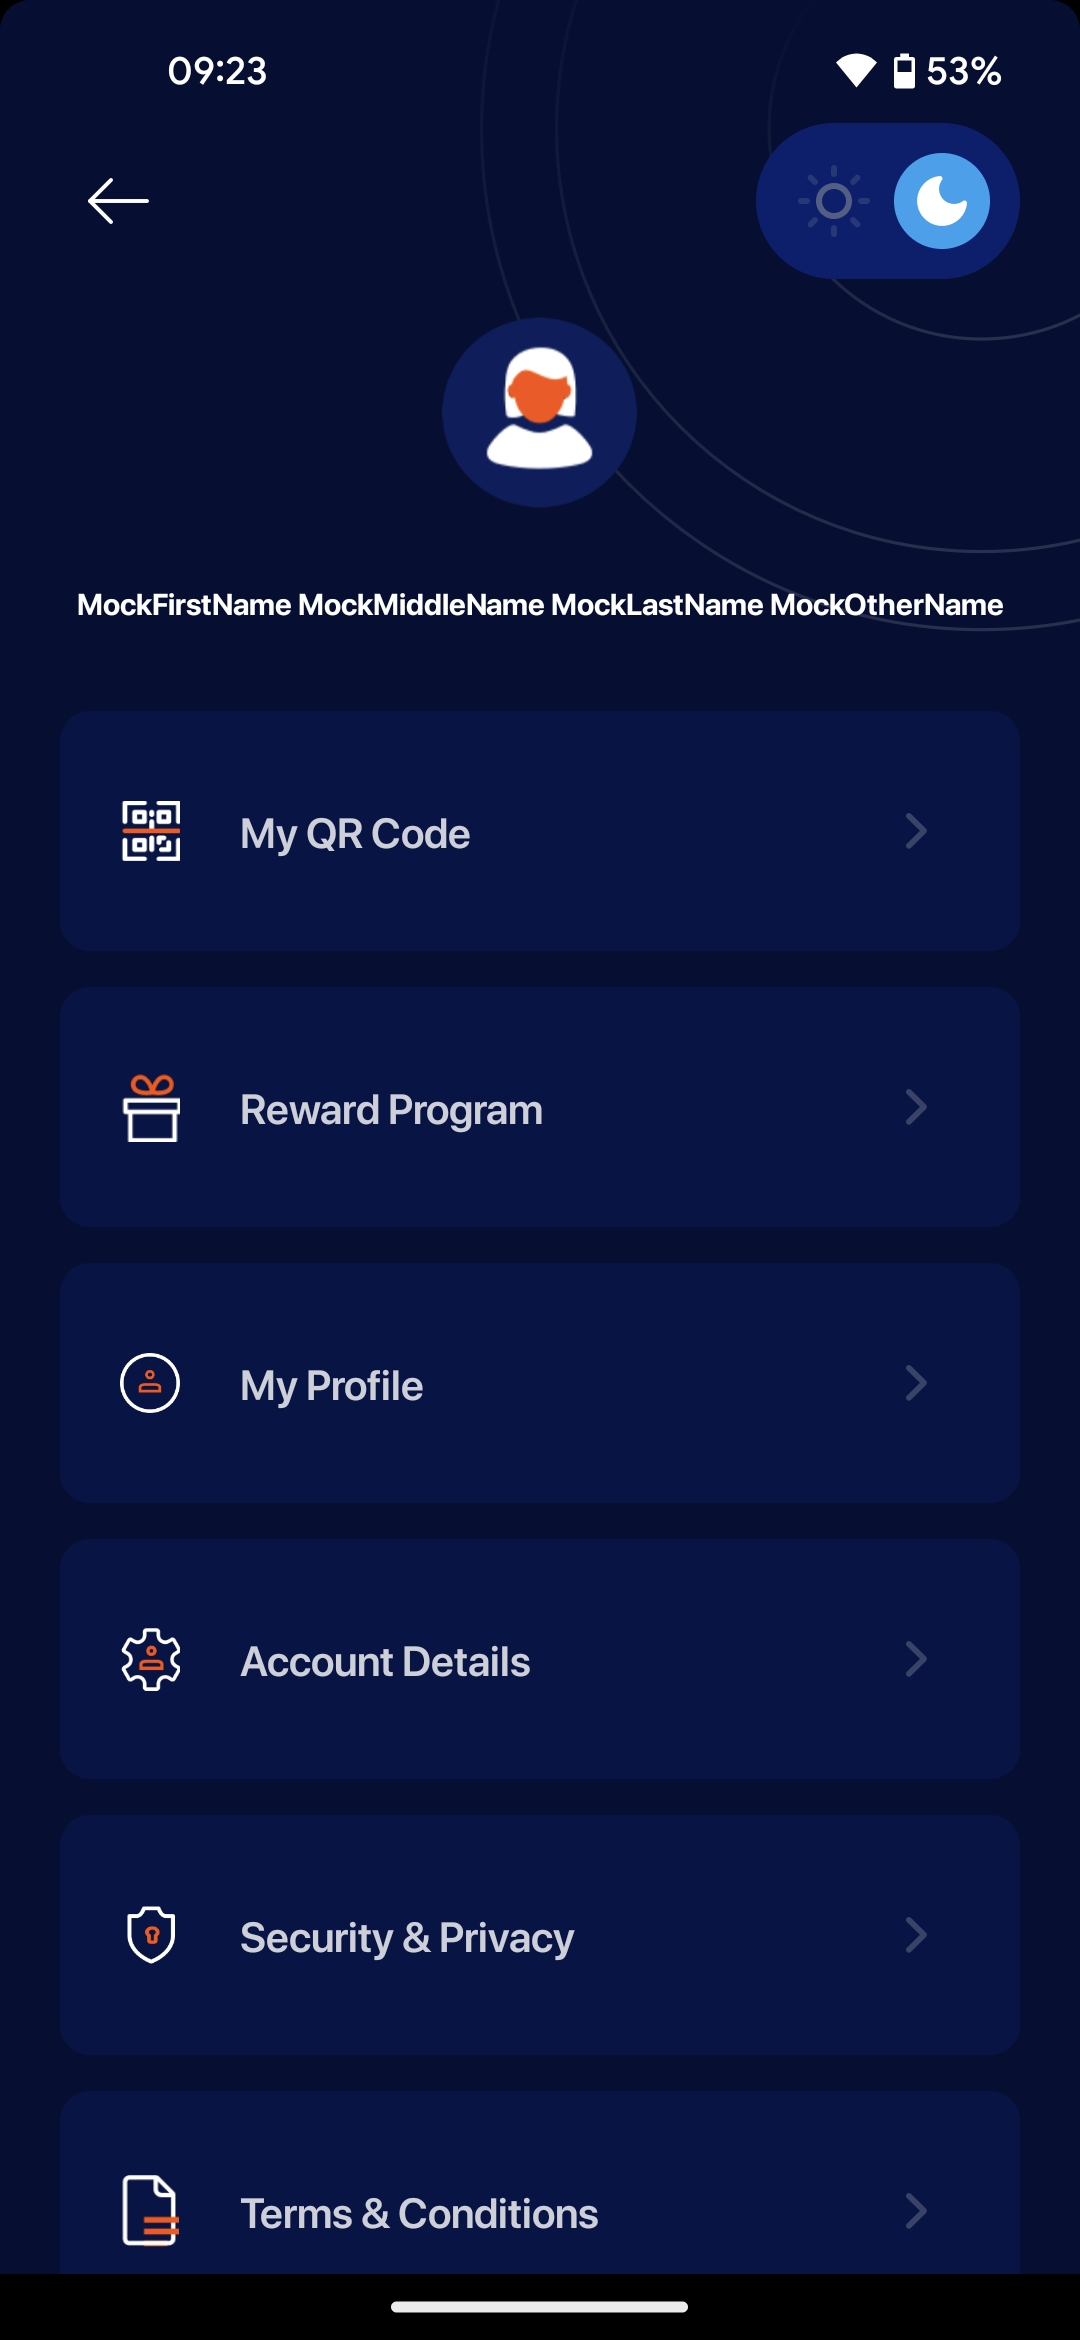 09:23
53%
MockFirstName MockMiddleName MockLastName MockOtherName
My QR Code
Reward Program
My Profile
Account Details
Security & Privacy
Terms & Conditions